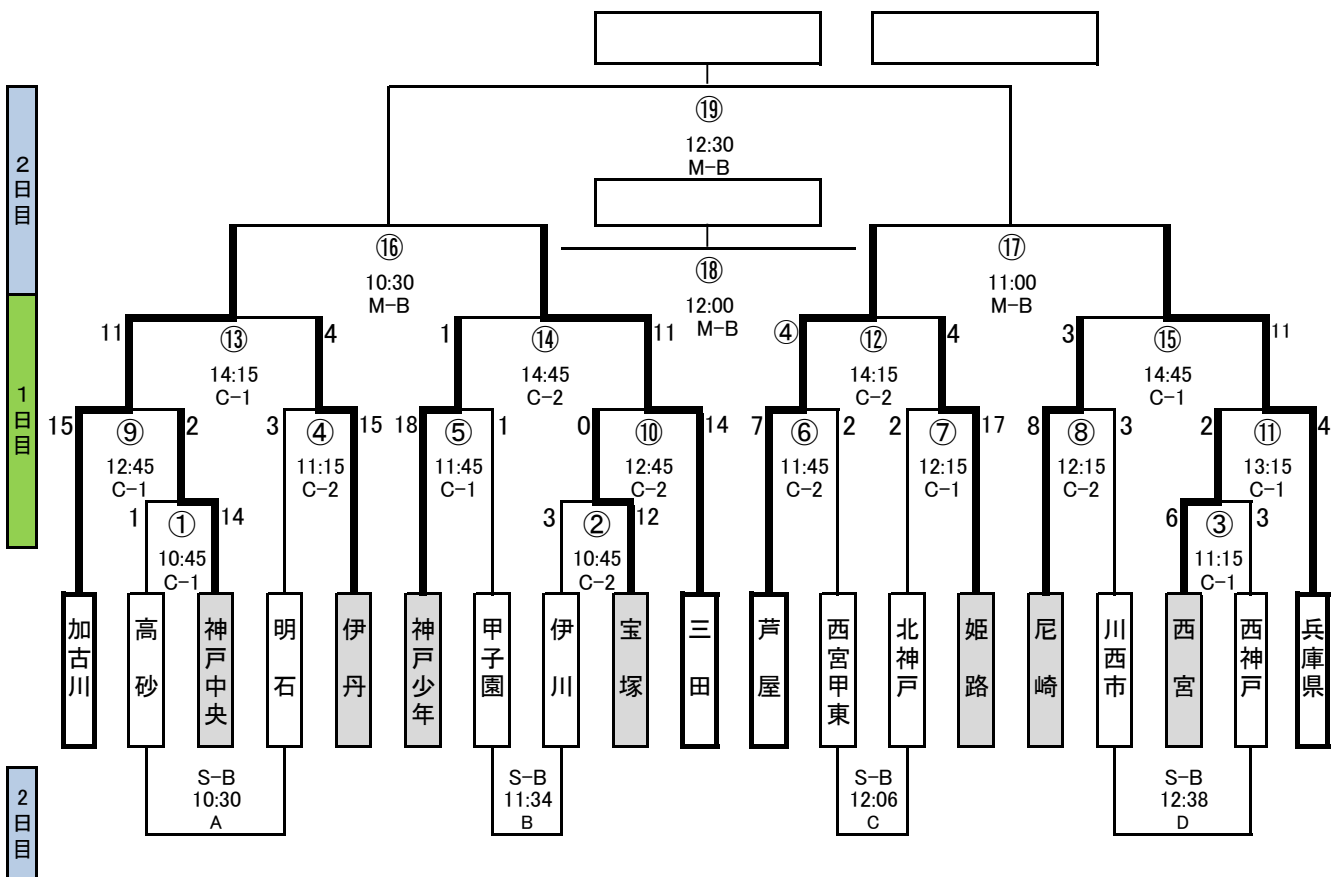 ⑲
12:30
M-B
2日目
⑯
10:30
M-B
⑱
12:00
M-B
⑰
11:00
M-B
1日目
11 ⑬ 4 1 ⑭ 11 ④ ⑫ 4 3 ⑮ 11
14:15 14:45 14:15 14:45
C-1 C-2 C-2 C-1
15 ⑨ 2 3 ④ 15 18 ⑤ 1 0 ⑩ 14 7 ⑥ 2 2 ⑦ 17 8 ⑧ 3 2 ⑪ 4
12:45 11:15 11:45 12:45 11:45 12:15 12:15 13:15
C-1 C-2 C-1 C-2 C-2 C-1 C-2 C-1
1 ① 14 3 ② 12 6 ③ 3
10:45 10:45 11:15
C-1 C-2 C-1
加古川
高砂
神戸中央
明石
伊丹
神戸少年
甲子園
伊川
宝塚
三田
芦屋
西宮甲東
北神戸
姫路
尼崎
川西市
西宮
西神戸
兵庫県
2日目
S-B S-B S-B S-B
10:30 11:34 12:06 12:38
A B C D